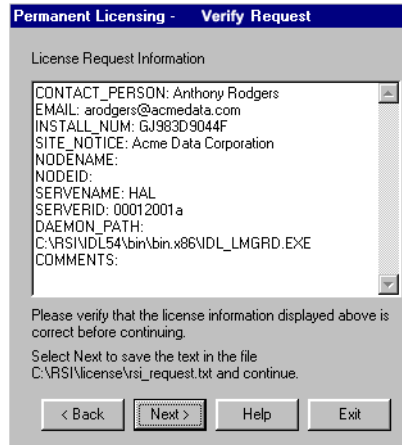 Permanent Licensing - Verify Request
License Request Information
CONTACT_PERSON: Anthony Rodgers
EMAIL: arodgers@acmedata.com
INSTALL_NUM: GJ983D9044F
SITE_NOTICE: Acme Data Corporation
NODENAME:
NODEID:
SERVENAME: HAL
SERVERID: 00012001a
DAEMON_PATH:
C:\RSI\IDL54\bin\bin.x86\IDL_LMGRD.EXE
COMMENTS:
Please verify that the license information displayed above is
correct before continuing.
Select Next to save the text in the file
C:\RSI\license\rsi_request.txt and continue.
< Back Next > Help Exit